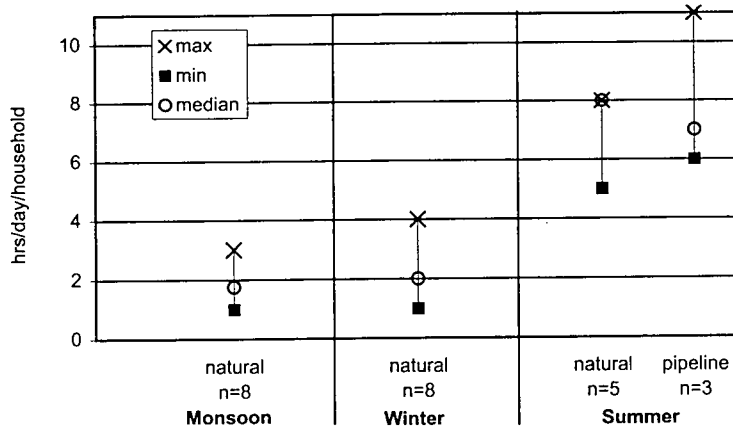 10
8
6
4
2
0
hrs/day/household
max
min
median
natural
n=8
Monsoon
natural
n=8
Winter
natural
n=5
pipeline
n=3
Summer